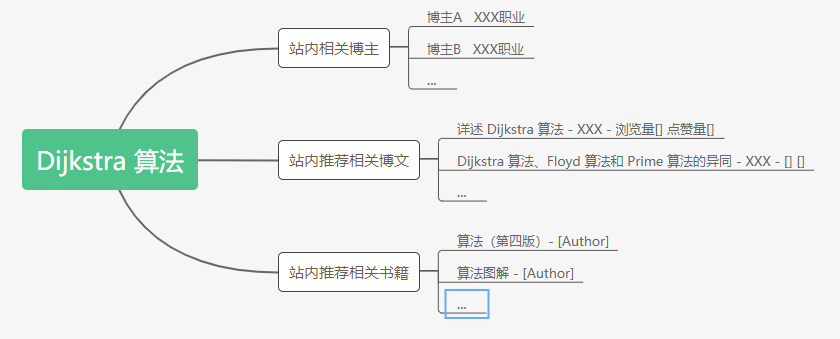 Dijkstra 算法
站内相关博主
博主A XXX职业
博主B XXX职业
...
站内推荐相关博文
详述 Dijkstra 算法 - XXX - 浏览量[] 点赞量[]
Dijkstra 算法、Floyd 算法和 Prime 算法的异同 - XXX - [] []
...
站内推荐相关书籍
算法（第四版）- [Author]
算法图解 - [Author]
...